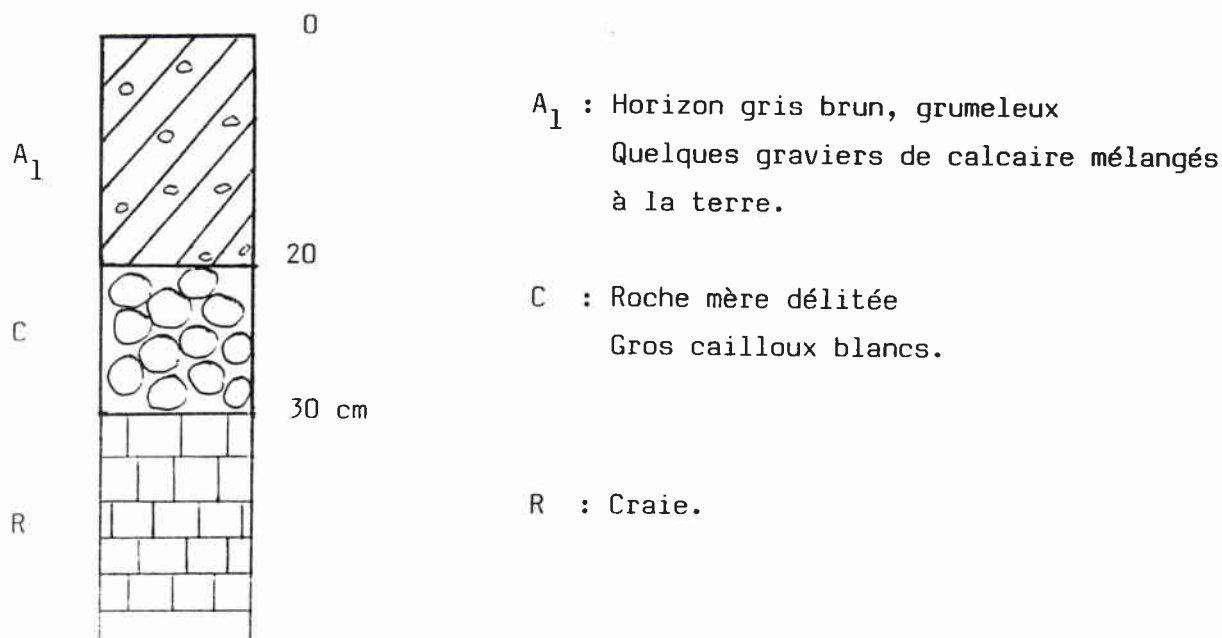 0
A1 : Horizon gris brun, grumeleux
Quelques graviers de calcaire mélangés
à la terre.
A1
20
C : Roche mère délitée
Gros cailloux blancs.
C
30 cm
R : Craie.
R